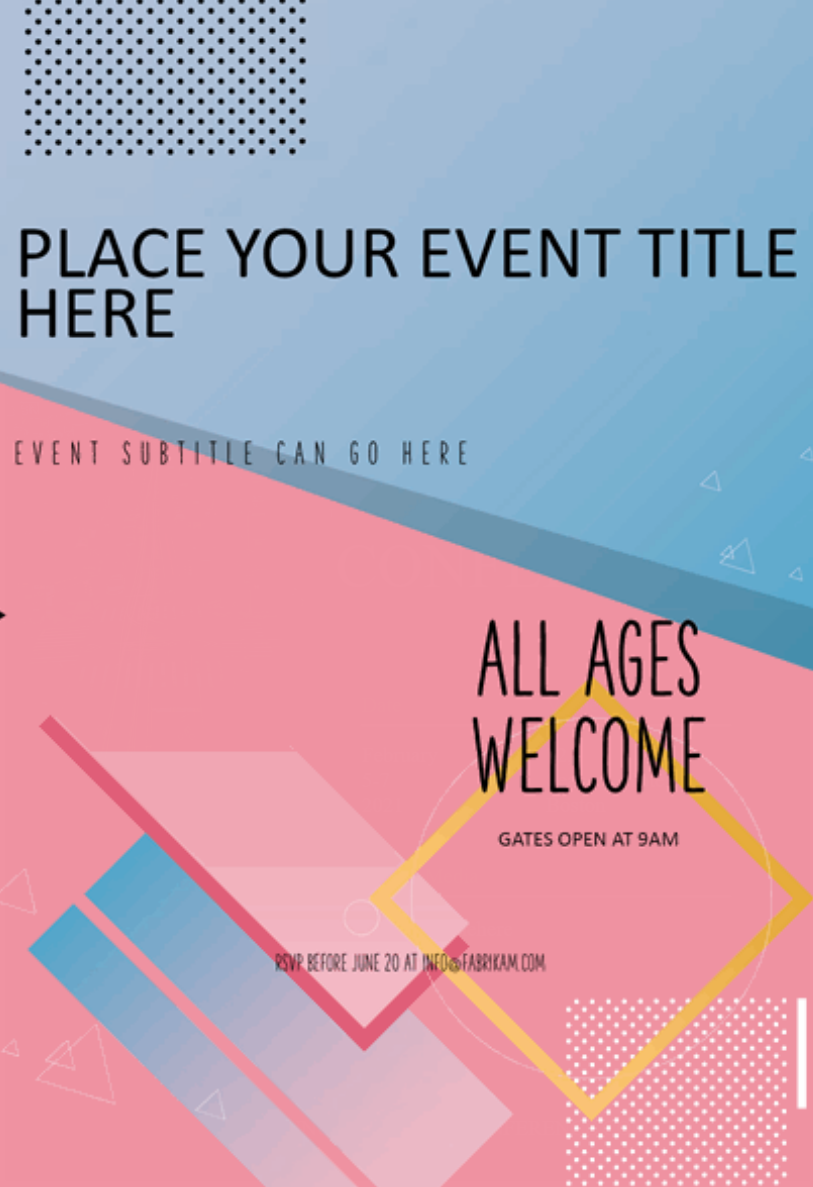 PLACE YOUR EVENT TITLE
HERE
EVENT SUBTITLE CAN GO HERE
ALL AGES
WELCOME
GATES OPEN AT 9AM
RSVP BEFORE JUNE 20 AT INFO@FABRIKAM.COM